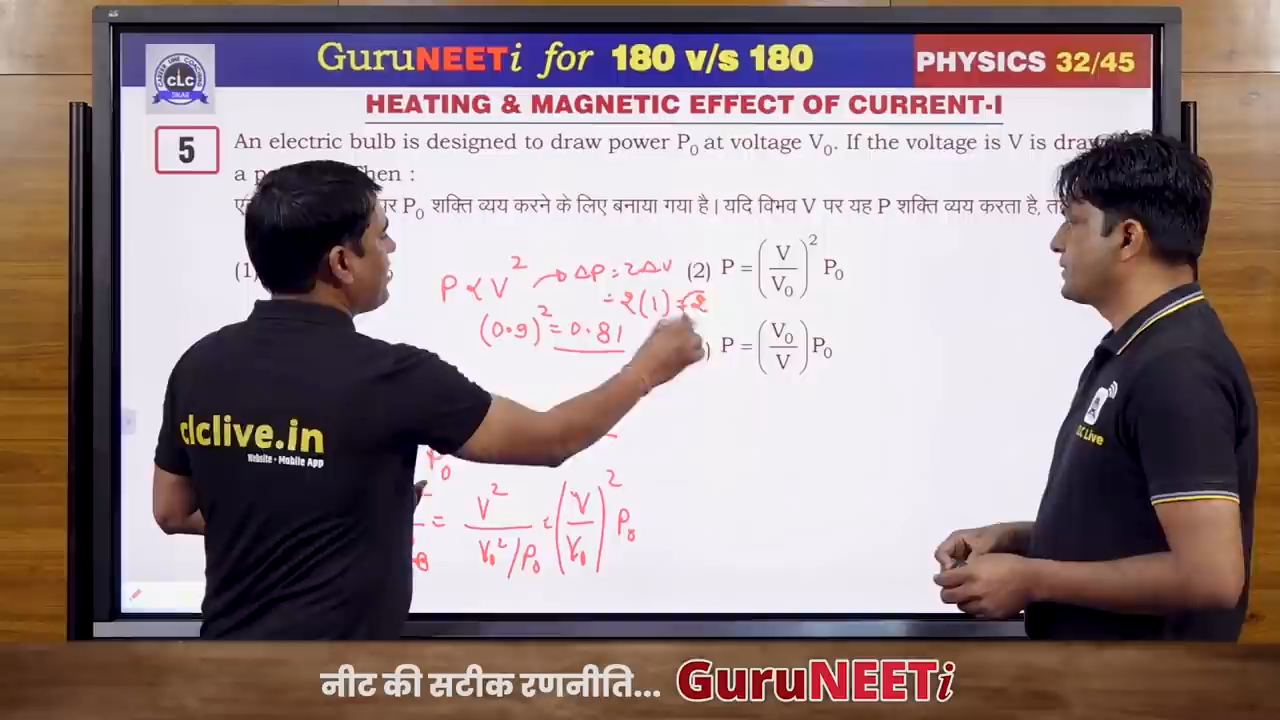 GuruNEETi for 180 v/s 180
PHYSICS 32/45
CLC
HEATING & MAGNETIC EFFECT OF CURRENT-I
5
An electric bulb is designed to draw power P₀ at voltage V₀. If the voltage is V is
a hen :
P₀ शक्ति व्यय करने के लिए बनाया गया है। यदि विभव V पर यह P शक्ति व्यय करता है,
(1)
P ∝ V² → ΔP = 2ΔV
= 2(1) = 2
(0.9)² = 0.81
(2) P = (V/V₀)² P₀
P = (V₀/V) P₀
P₀
= V² / V₀²/P₀ = (V/V₀)² P₀
clclive.in
Website - Mobile App
LC Live
नीट की सटीक रणनीति... GuruNEETi